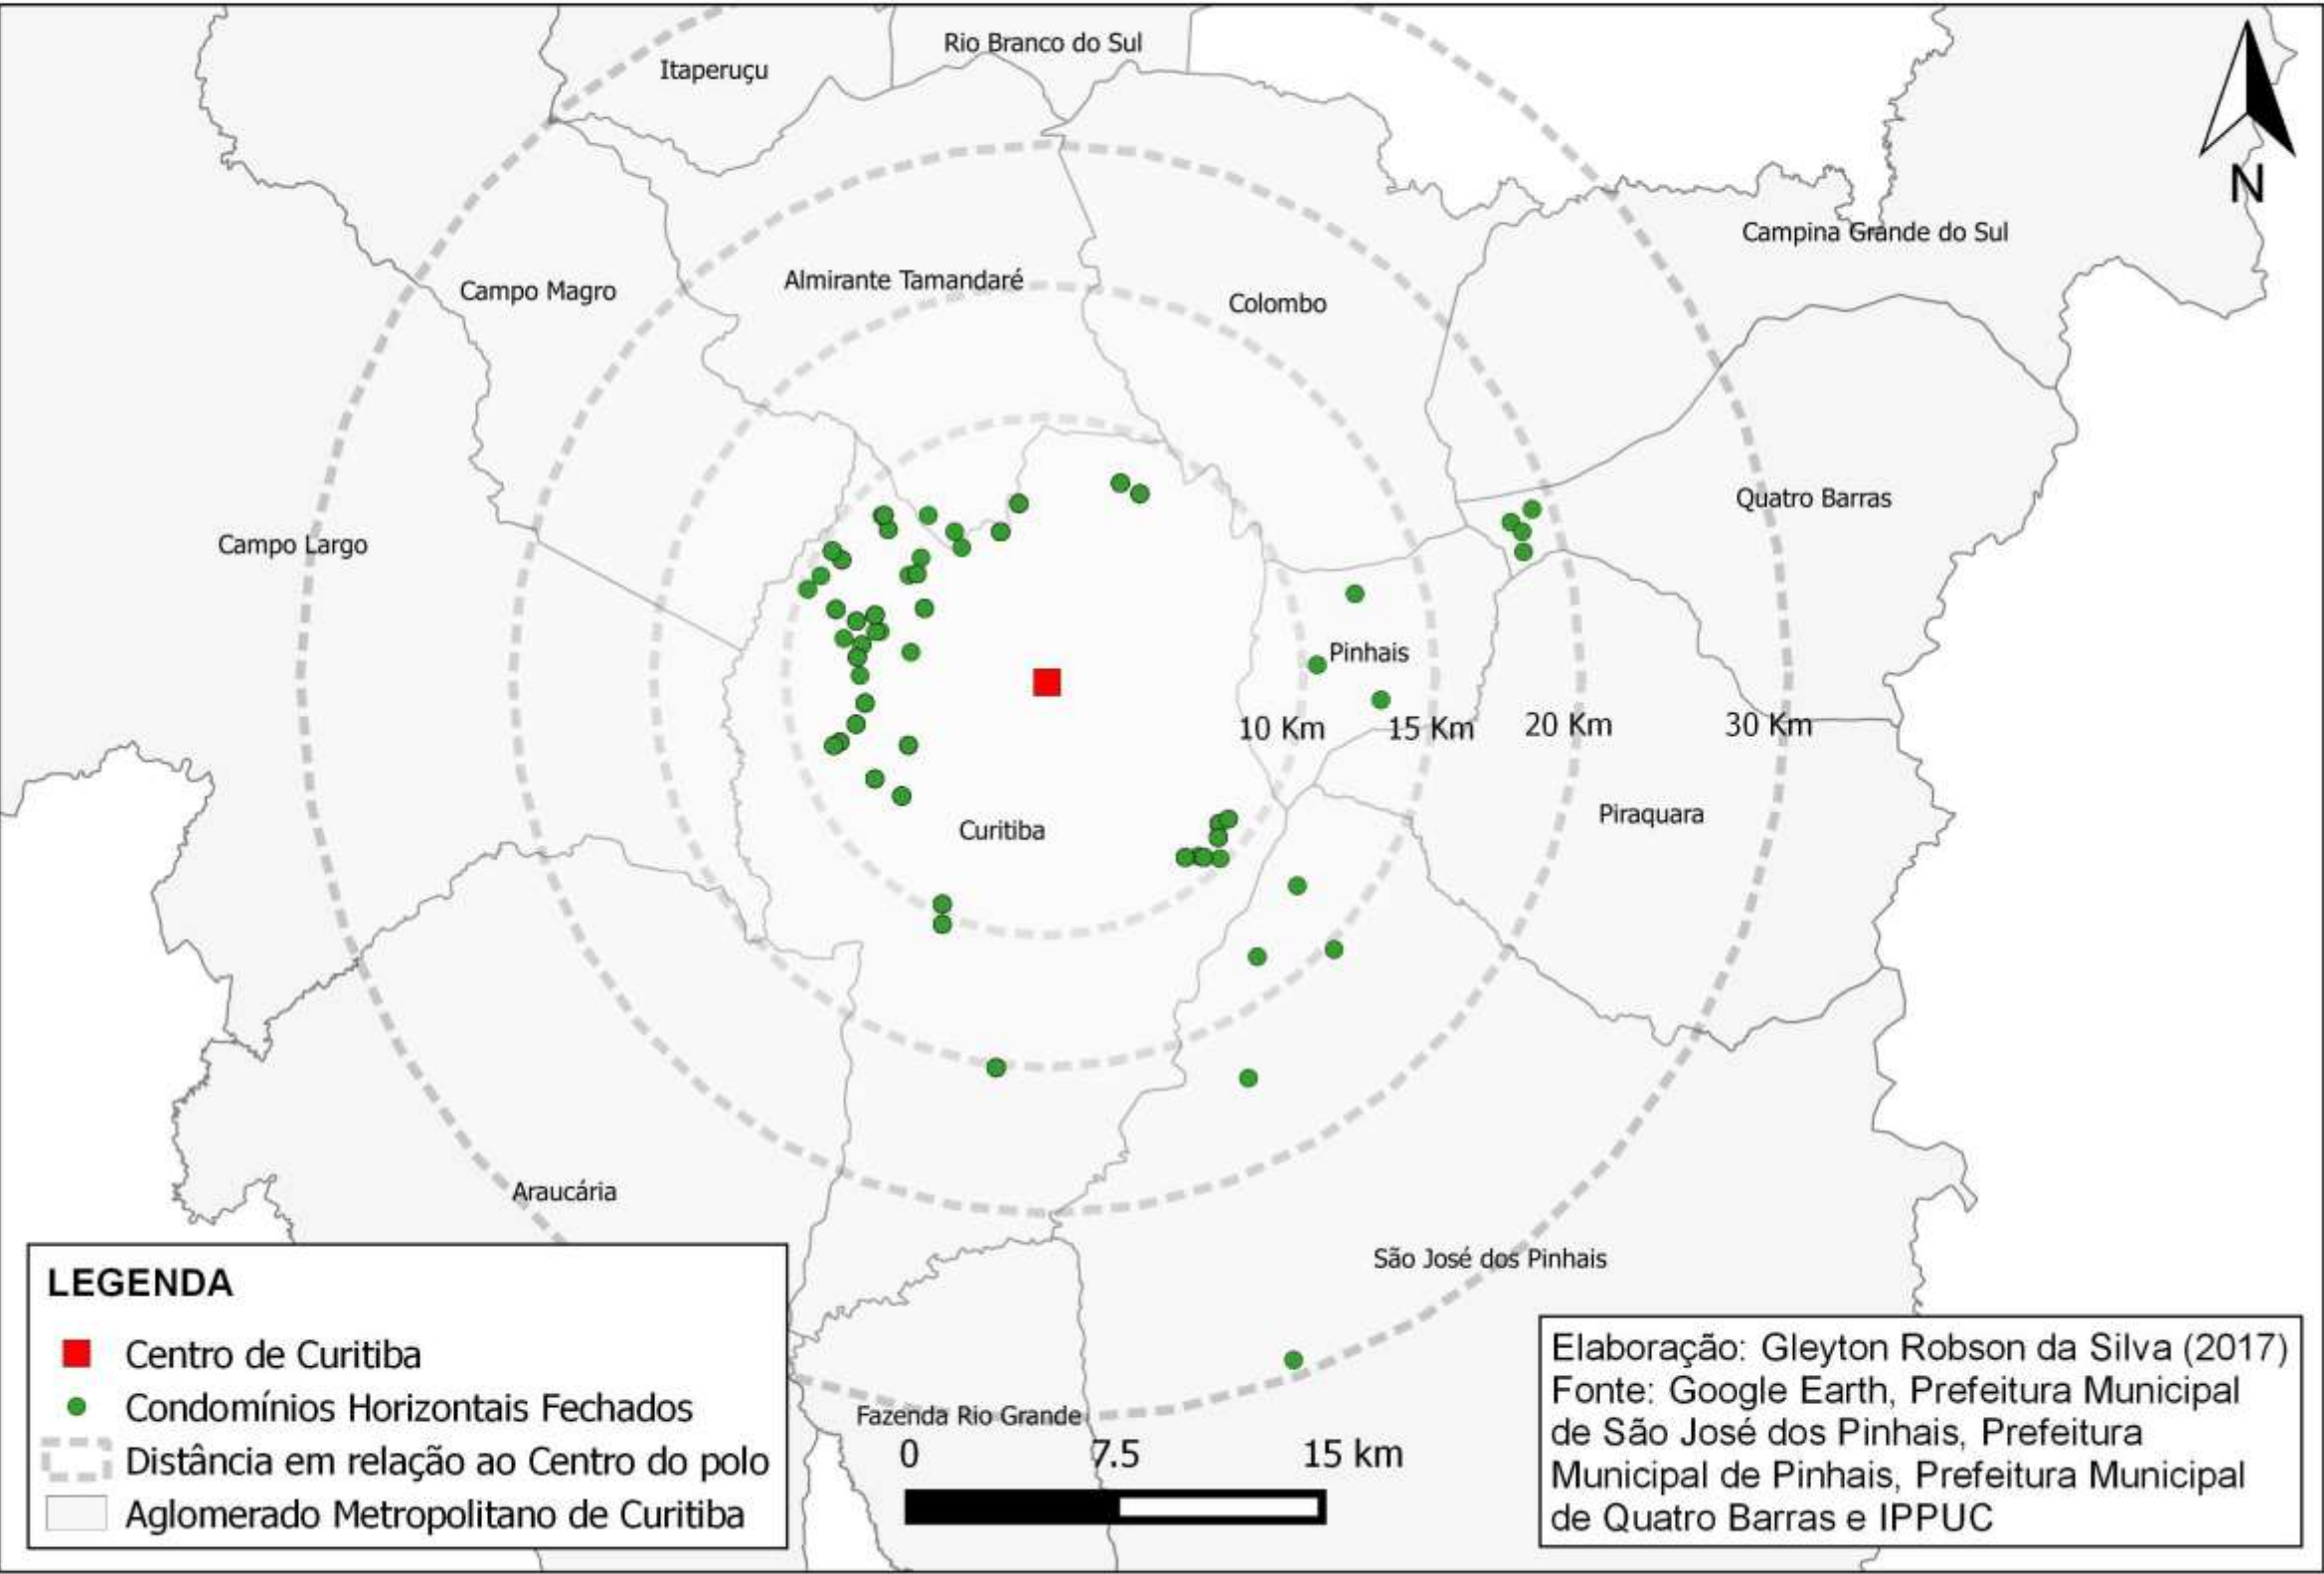 Rio Branco do Sul
Itaperuçu
N
Campina Grande do Sul
Almirante Tamandaré
Campo Magro
Colombo
Quatro Barras
Campo Largo
Pinhais
10 Km
15 Km
20 Km
30 Km
Piraquara
Curitiba
Araucária
São José dos Pinhais
Fazenda Rio Grande
LEGENDA
Centro de Curitiba
Condomínios Horizontais Fechados
Distância em relação ao Centro do polo
Aglomerado Metropolitano de Curitiba
0 7.5 15 km
Elaboração: Gleyton Robson da Silva (2017)
Fonte: Google Earth, Prefeitura Municipal
de São José dos Pinhais, Prefeitura
Municipal de Pinhais, Prefeitura Municipal
de Quatro Barras e IPPUC